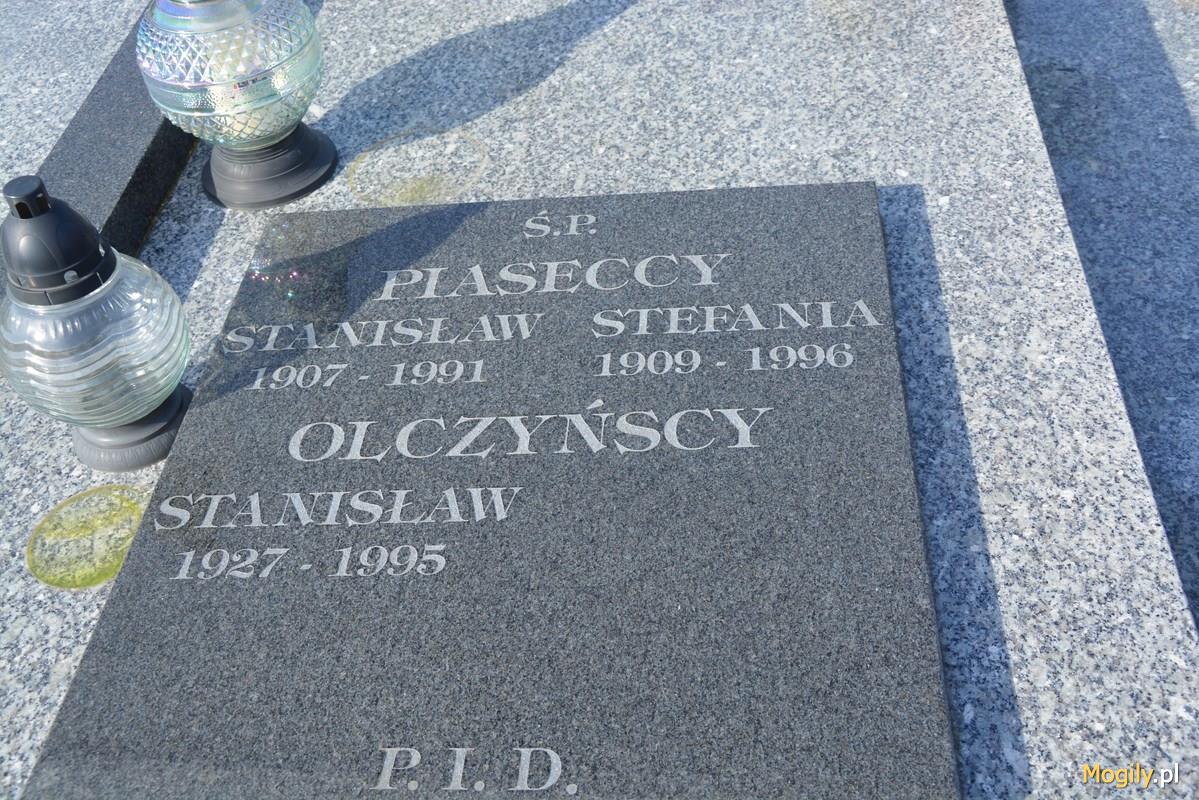 Ś.P.
PIASECCY
STANISŁAW STEFANIA
1907 - 1991 1909 - 1996
OLCZYŃSCY
STANISŁAW
1927 - 1995
P. I. D.
Mogily.pl